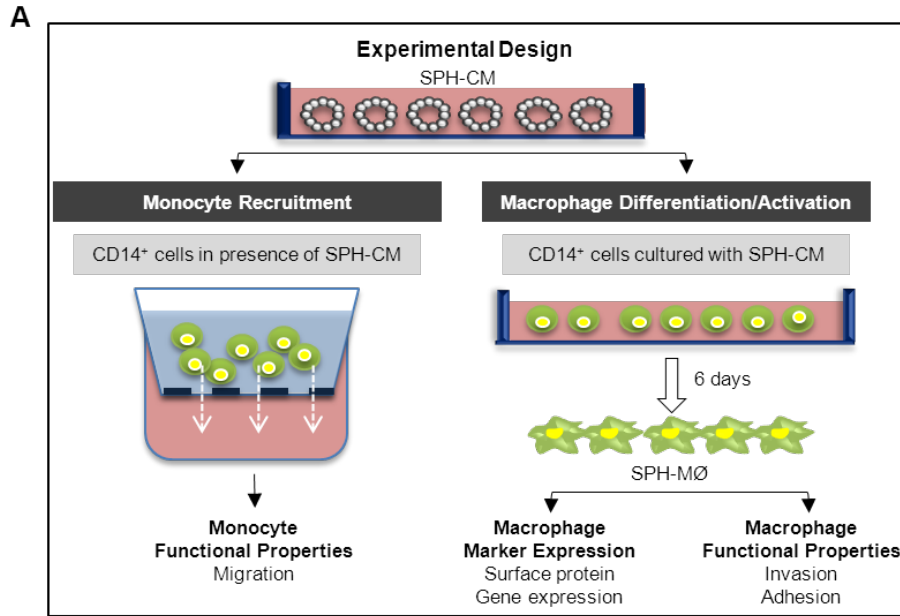 A
Experimental Design
SPH-CM
Monocyte Recruitment
CD14⁺ cells in presence of SPH-CM
Monocyte
Functional Properties
Migration
Macrophage Differentiation/Activation
CD14⁺ cells cultured with SPH-CM
6 days
SPH-MØ
Macrophage
Marker Expression
Surface protein
Gene expression
Macrophage
Functional Properties
Invasion
Adhesion